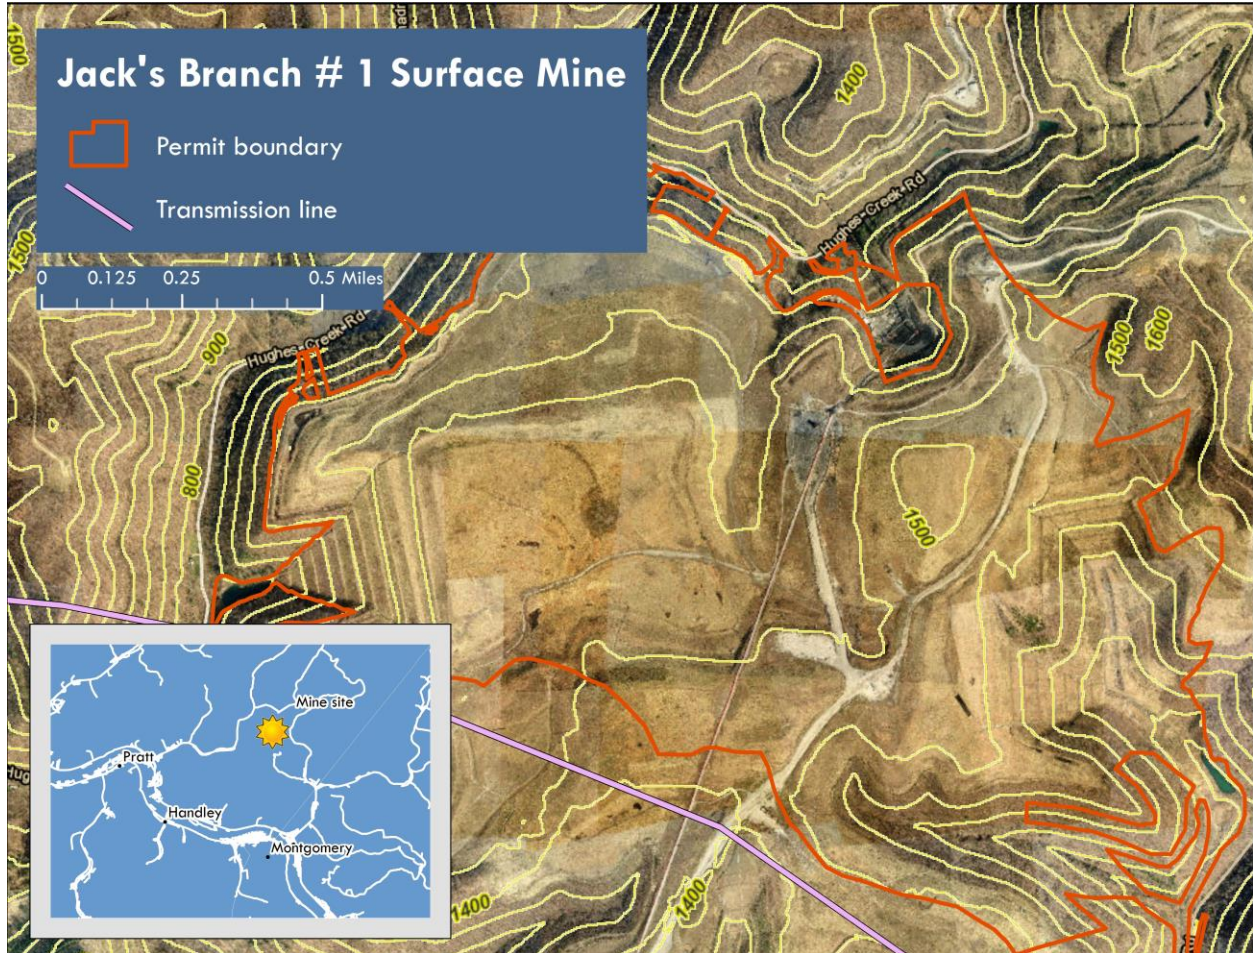 1500
Jack's Branch # 1 Surface Mine
Permit boundary
Transmission line
0 0.125 0.25 0.5 Miles
1400
Hughes-Creek-Rd
1500
900
Hughes-Creek-Rd
800
1500
1600
1500
Mine site
Pratt
Handley
Montgomery
1400
1400